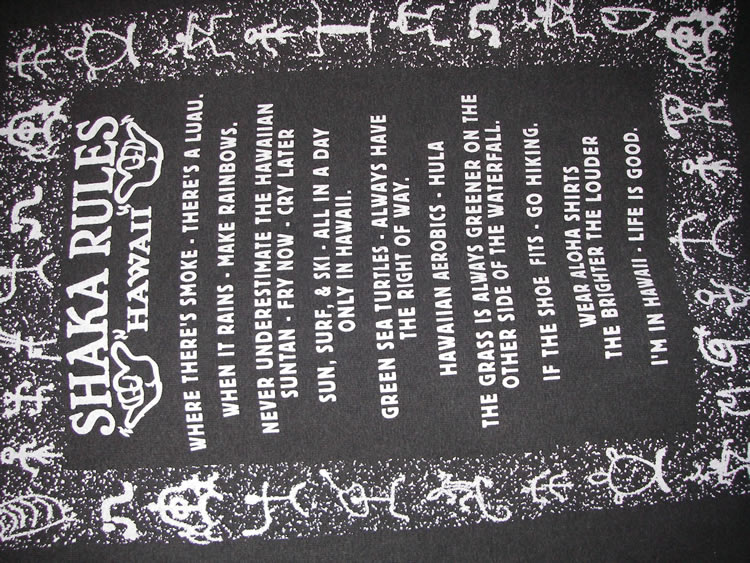 SHAKA RULES
HAWAII
WHERE THERE'S SMOKE - THERE'S A LUAU.
WHEN IT RAINS - MAKE RAINBOWS.
NEVER UNDERESTIMATE THE HAWAIIAN
SUNTAN - FRY NOW - CRY LATER
SUN, SURF, & SKI - ALL IN A DAY
ONLY IN HAWAII.
GREEN SEA TURTLES - ALWAYS HAVE
THE RIGHT OF WAY.
HAWAIIAN AEROBICS - HULA
THE GRASS IS ALWAYS GREENER ON THE
OTHER SIDE OF THE WATERFALL.
IF THE SHOE FITS - GO HIKING.
WEAR ALOHA SHIRTS
THE BRIGHTER THE LOUDER
I'M IN HAWAII - LIFE IS GOOD.